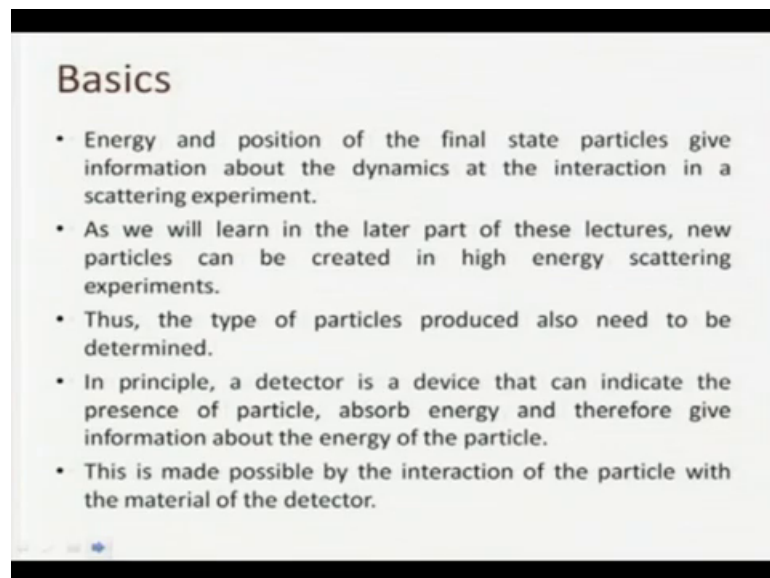 Basics
• Energy and position of the final state particles give
information about the dynamics at the interaction in a
scattering experiment.
• As we will learn in the later part of these lectures, new
particles can be created in high energy scattering
experiments.
• Thus, the type of particles produced also need to be
determined.
• In principle, a detector is a device that can indicate the
presence of particle, absorb energy and therefore give
information about the energy of the particle.
• This is made possible by the interaction of the particle with
the material of the detector.